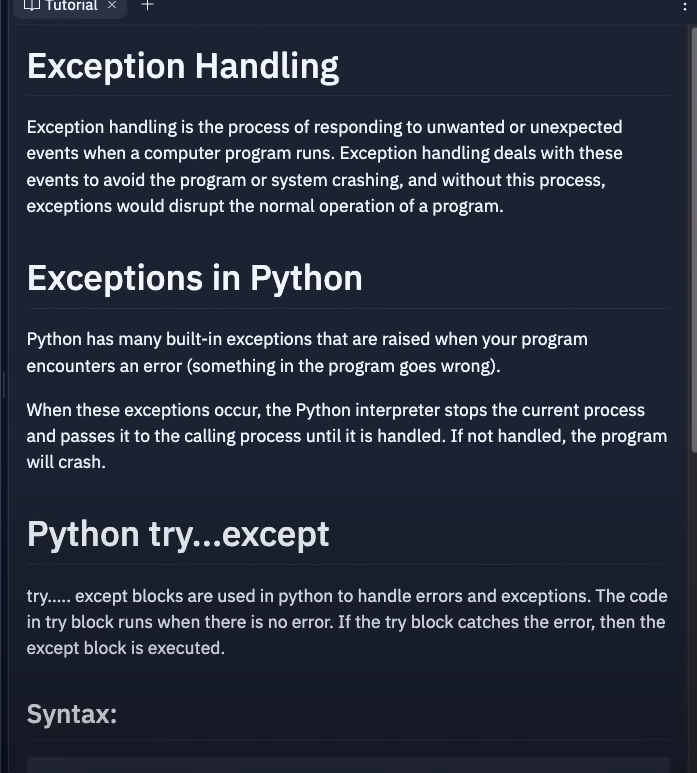 Tutorial
Exception Handling
Exception handling is the process of responding to unwanted or unexpected
events when a computer program runs. Exception handling deals with these
events to avoid the program or system crashing, and without this process,
exceptions would disrupt the normal operation of a program.
Exceptions in Python
Python has many built-in exceptions that are raised when your program
encounters an error (something in the program goes wrong).
When these exceptions occur, the Python interpreter stops the current process
and passes it to the calling process until it is handled. If not handled, the program
will crash.
Python try...except
try..... except blocks are used in python to handle errors and exceptions. The code
in try block runs when there is no error. If the try block catches the error, then the
except block is executed.
Syntax: